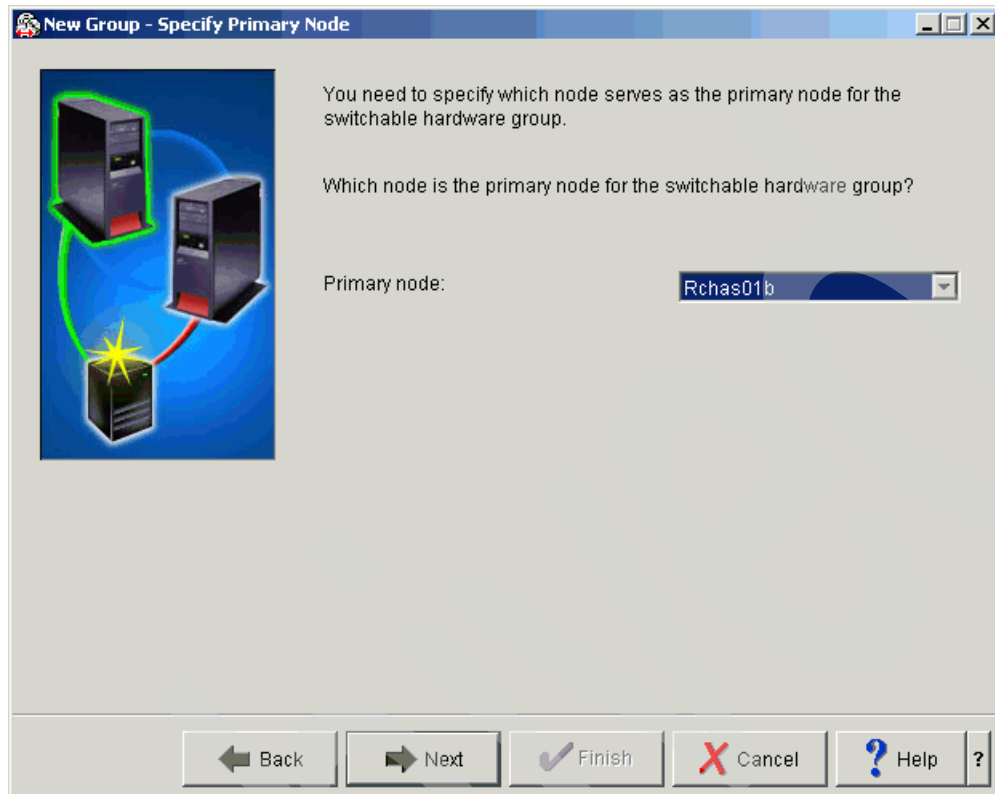 New Group - Specify Primary Node
You need to specify which node serves as the primary node for the
switchable hardware group.
Which node is the primary node for the switchable hardware group?
Primary node:
Rchas01b
Back
Next
Finish
Cancel
? Help
?